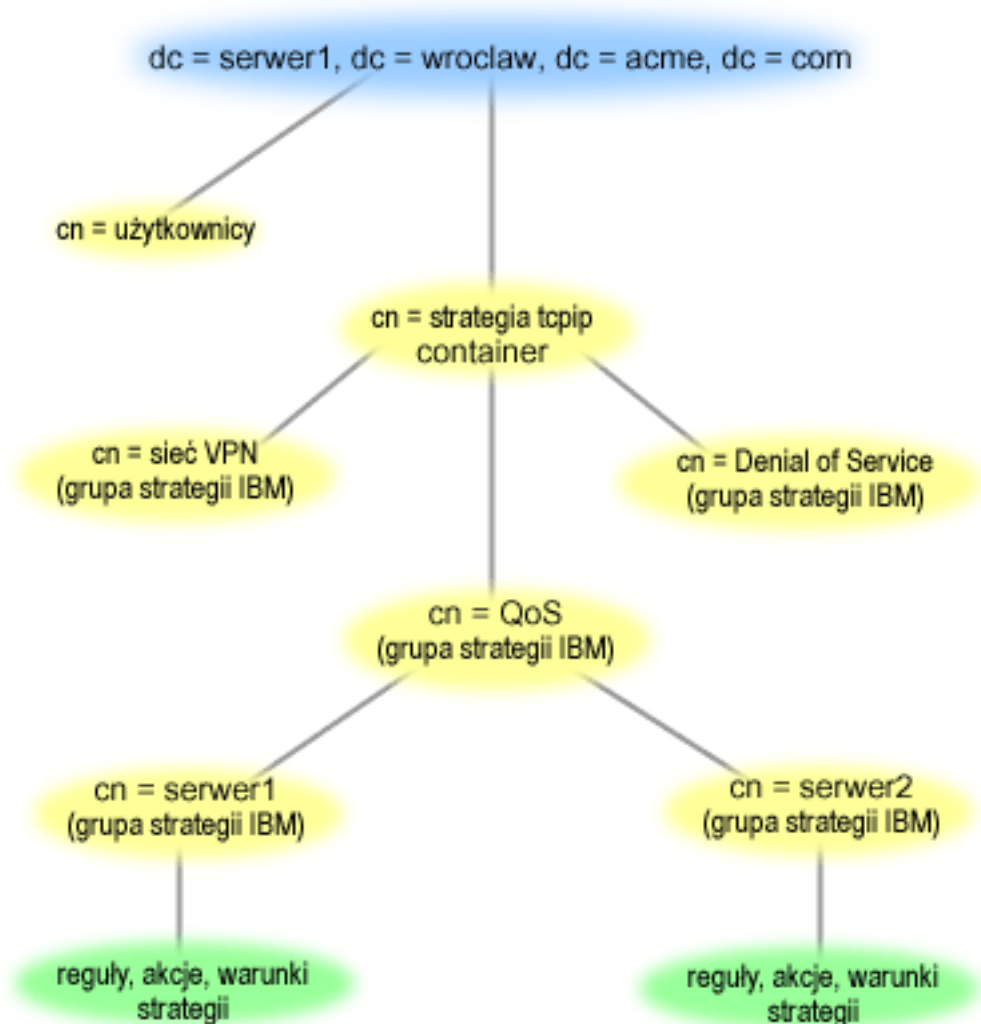 dc = serwer1, dc = wroclaw, dc = acme, dc = com
cn = użytkownicy
cn = strategia tcpip
container
cn = sieć VPN
(grupa strategii IBM)
cn = Denial of Service
(grupa strategii IBM)
cn = QoS
(grupa strategii IBM)
cn = serwer1
(grupa strategii IBM)
cn = serwer2
(grupa strategii IBM)
reguły, akcje, warunki
strategii
reguły, akcje, warunki
strategii